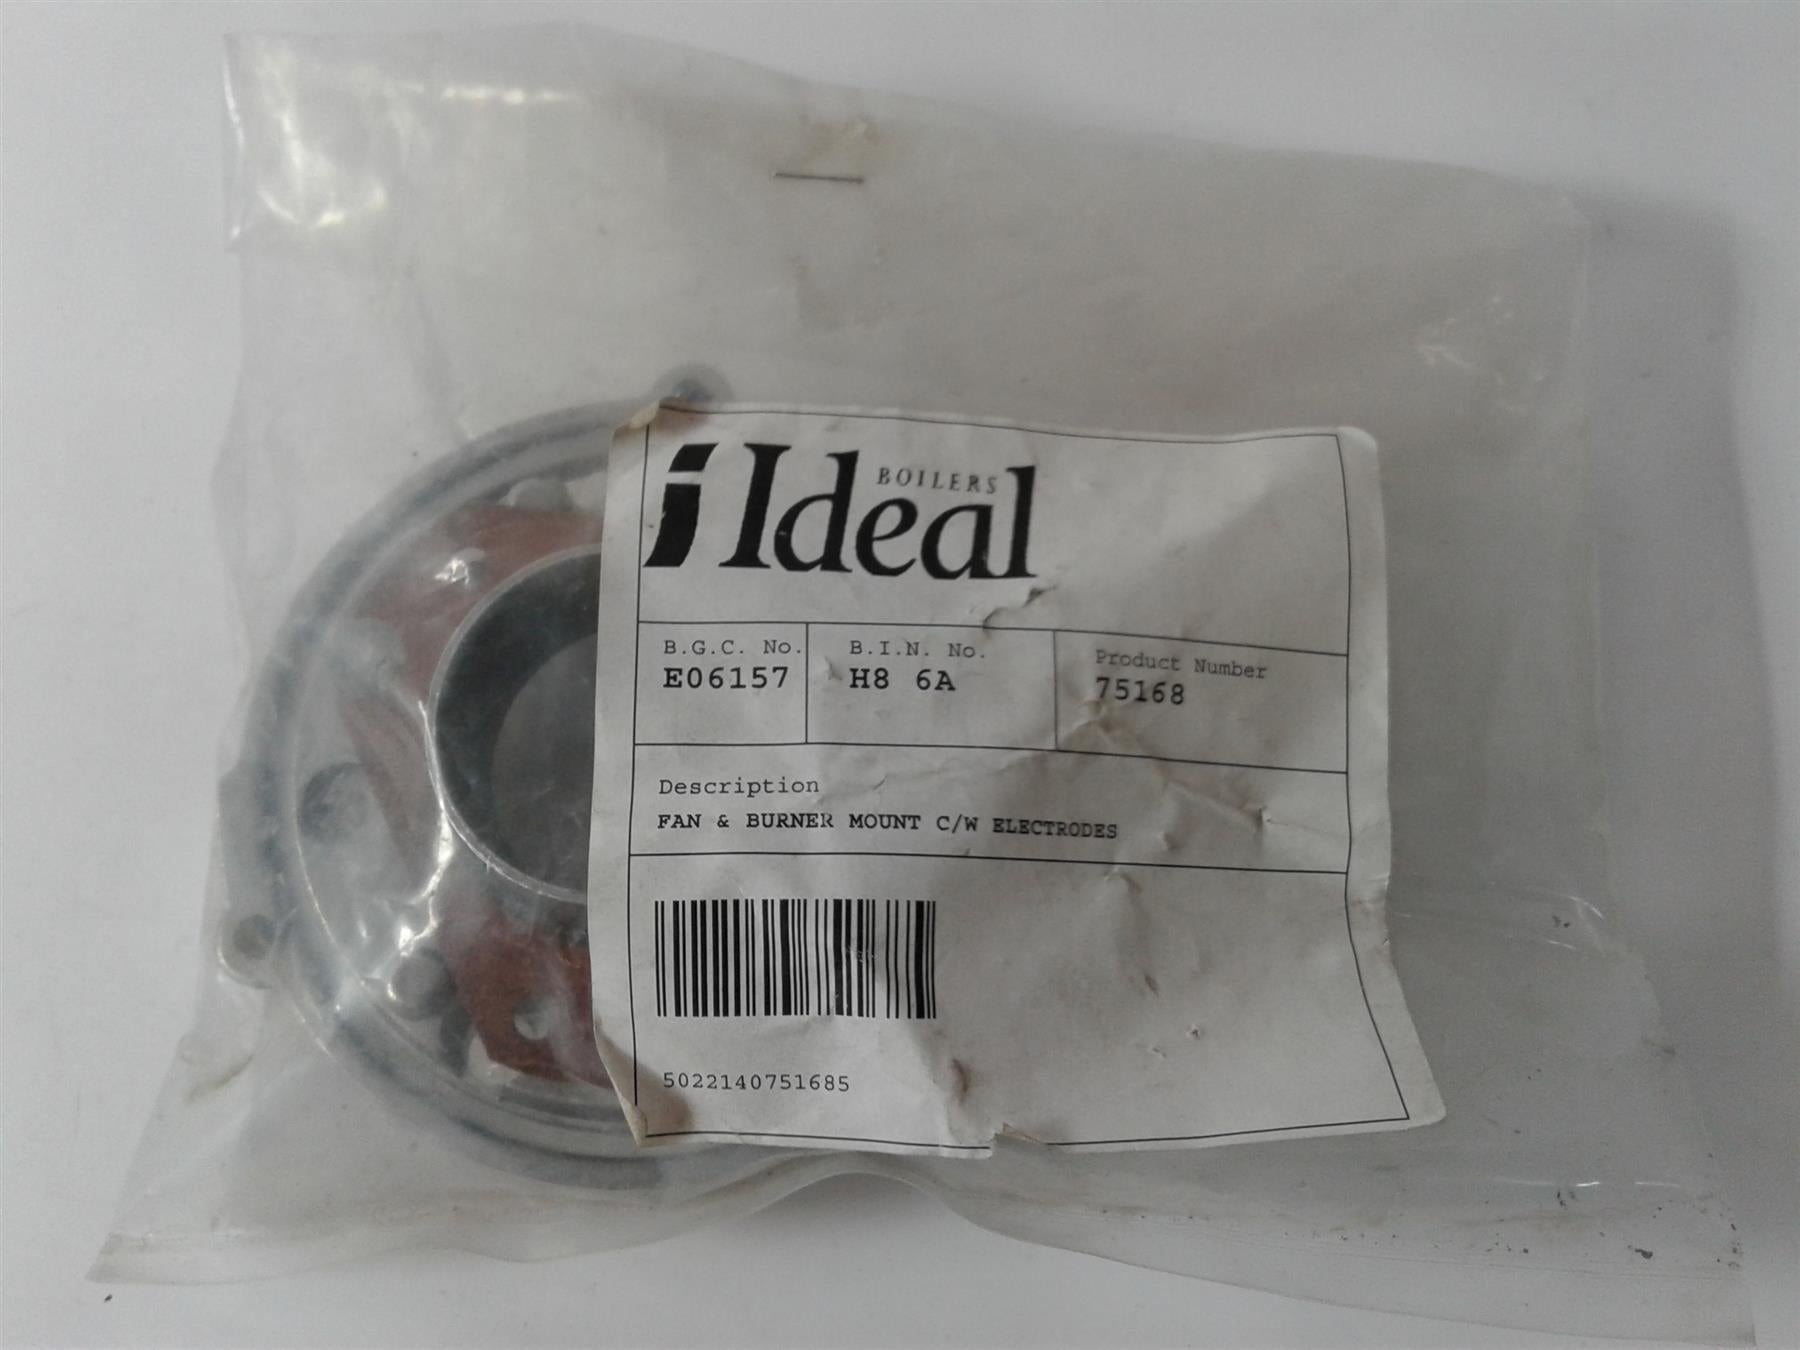 BOILERS
Ideal
B.G.C. No. B.I.N. No. Product Number
E06157 H8 6A 75168
Description
FAN & BURNER MOUNT C/W ELECTRODES
5022140751685